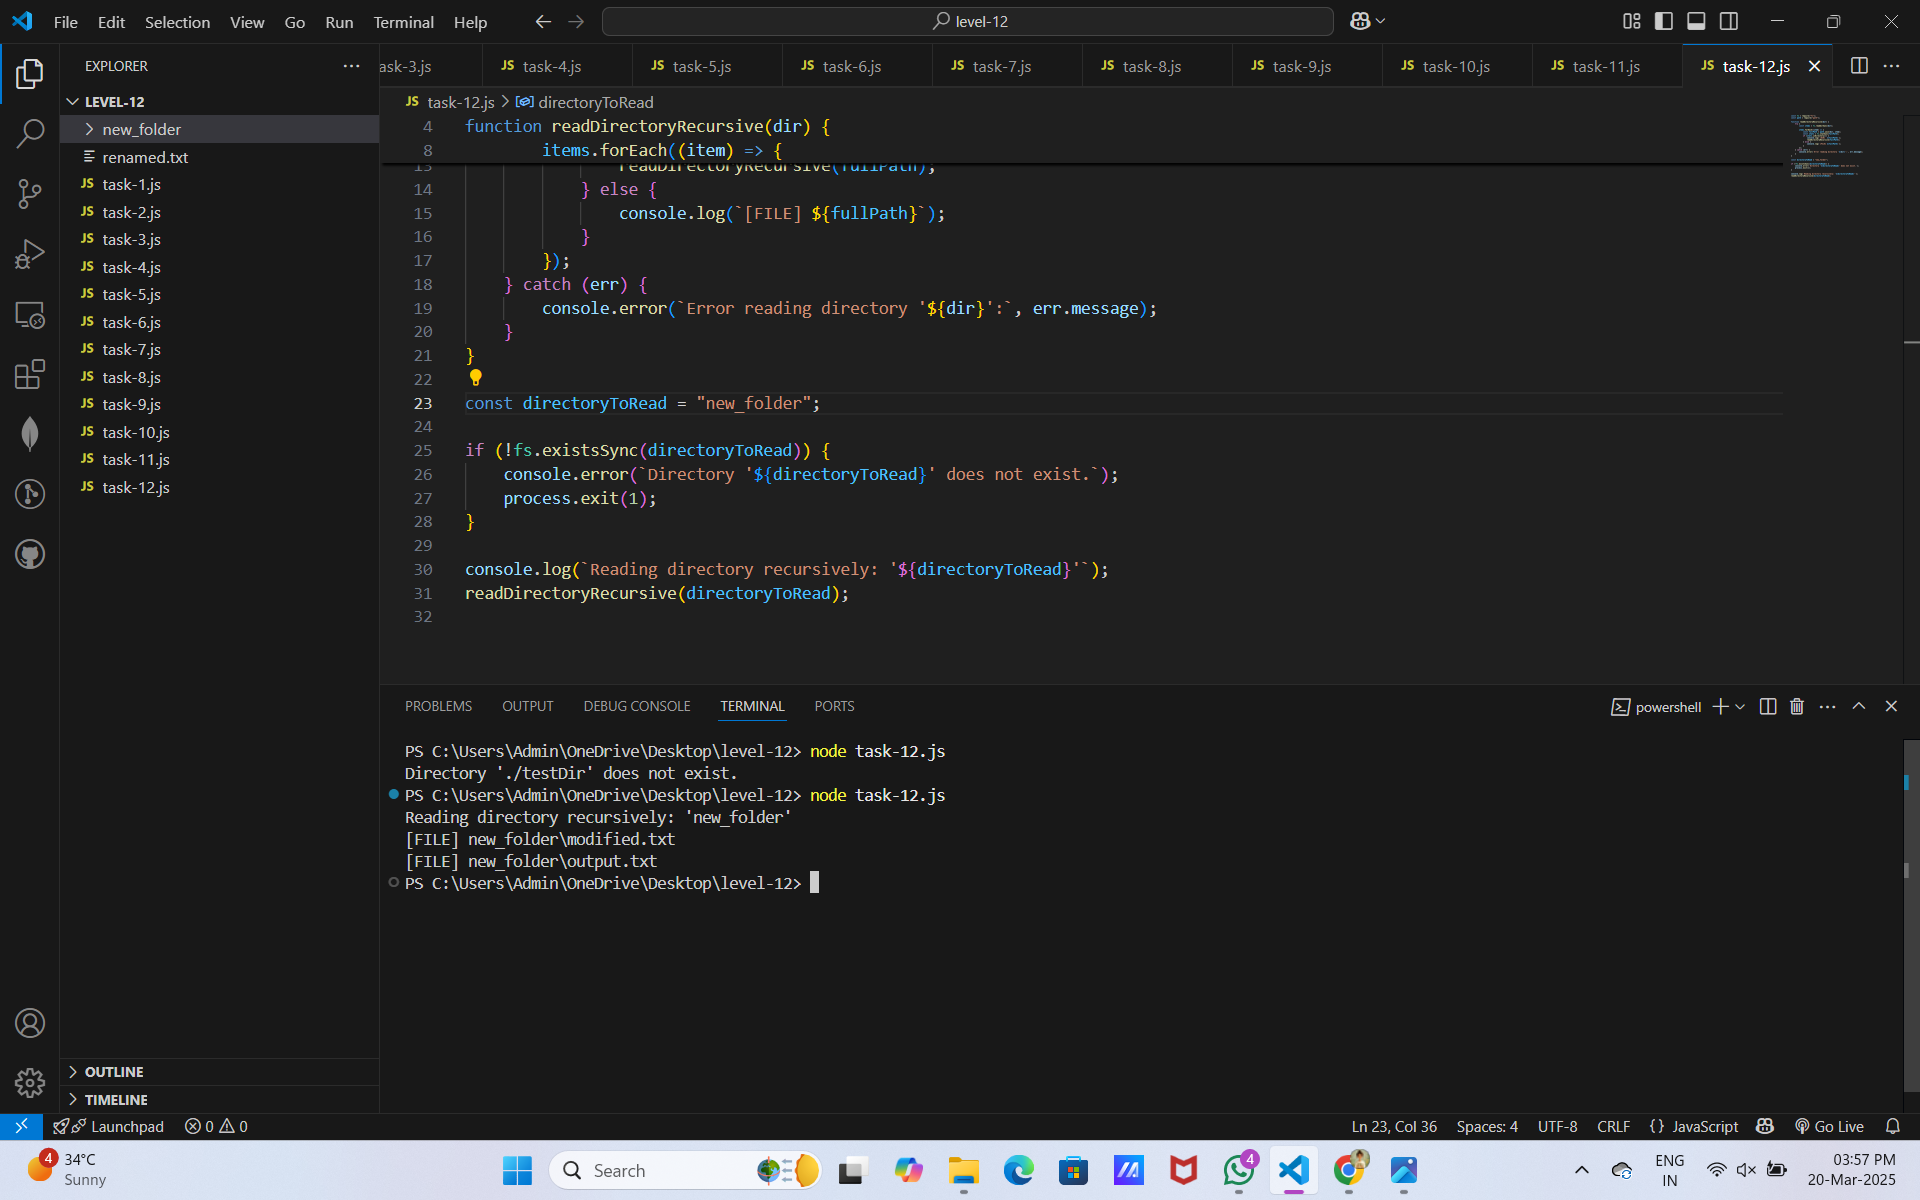 File Edit Selection View Go Run Terminal Help
level-12
EXPLORER
LEVEL-12
new_folder
renamed.txt
JS task-1.js
JS task-2.js
JS task-3.js
JS task-4.js
JS task-5.js
JS task-6.js
JS task-7.js
JS task-8.js
JS task-9.js
JS task-10.js
JS task-11.js
JS task-12.js
OUTLINE
TIMELINE
ask-3.js JS task-4.js JS task-5.js JS task-6.js JS task-7.js JS task-8.js JS task-9.js JS task-10.js JS task-11.js JS task-12.js
JS task-12.js > directoryToRead
4 function readDirectoryRecursive(dir) {
8 items.forEach((item) => {
13 readDirectoryRecursive(fullPath);
14 } else {
15 console.log(`[FILE] ${fullPath}`);
16 }
17 });
18 } catch (err) {
19 console.error(`Error reading directory '${dir}':`, err.message);
20 }
21 }
22
23 const directoryToRead = "new_folder";
24
25 if (!fs.existsSync(directoryToRead)) {
26 console.error(`Directory '${directoryToRead}' does not exist.`);
27 process.exit(1);
28 }
29
30 console.log(`Reading directory recursively: '${directoryToRead}'`);
31 readDirectoryRecursive(directoryToRead);
32
PROBLEMS OUTPUT DEBUG CONSOLE TERMINAL PORTS
powershell
PS C:\Users\Admin\OneDrive\Desktop\level-12> node task-12.js
Directory './testDir' does not exist.
PS C:\Users\Admin\OneDrive\Desktop\level-12> node task-12.js
Reading directory recursively: 'new_folder'
[FILE] new_folder\modified.txt
[FILE] new_folder\output.txt
PS C:\Users\Admin\OneDrive\Desktop\level-12>
Launchpad 0 0
Ln 23, Col 36 Spaces: 4 UTF-8 CRLF {} JavaScript Go Live
4
34°C
Sunny
Search
4
ENG
IN
03:57 PM
20-Mar-2025